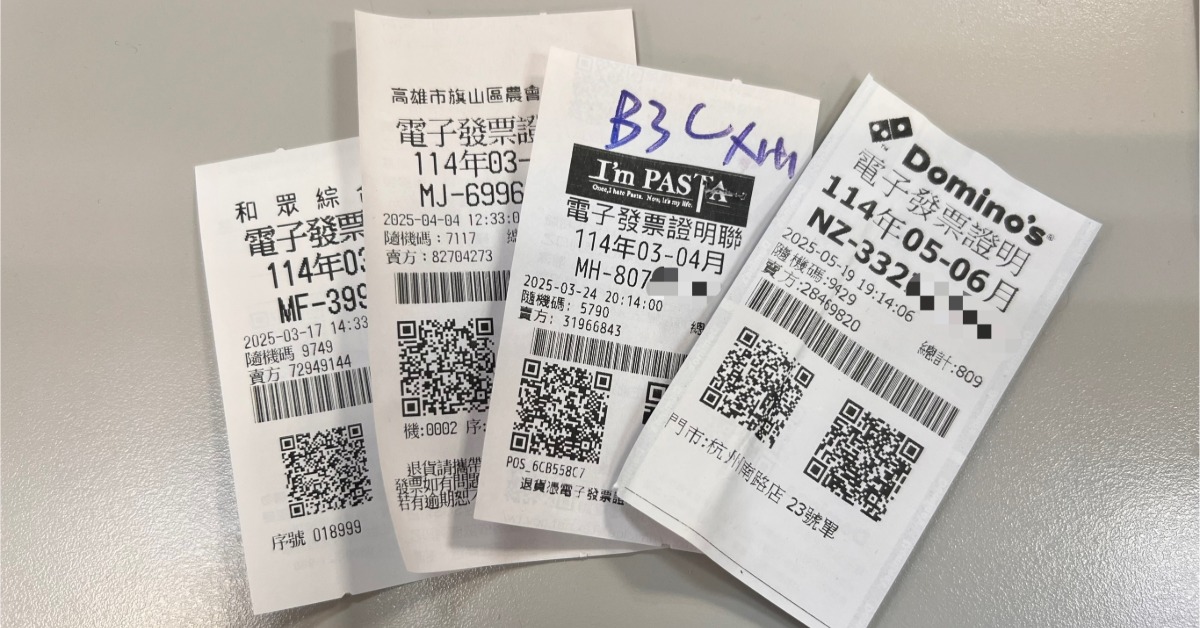 和眾綜
電子發票
114年03
MF-399
2025-03-17 14:33
隨機碼 9749
賣方 72949144
序號 018999
高雄市旗山區農會
電子發票證
114年03-
MJ-6996
2025-04-04 12:33:0
隨機碼：7117 總
賣方：82704273
機:0002 序:
退貨請攜帶
發票如有問題
若有逾期恕不
B3C
I'm PASTA
Once, I hate Pasta. Now, it's my life.
電子發票證明聯
114年03-04月
MH-807
2025-03-24 20:14:00
隨機碼: 5790 總
賣方: 31966843
POS_6CB558C7
退貨憑電子發票證
Domino's
電子發票證明
114年05-06月
NZ-332
2025-05-19 19:14:06
隨機碼:9429 總計:809
賣方:28469820
門市:杭州南路店 23號單